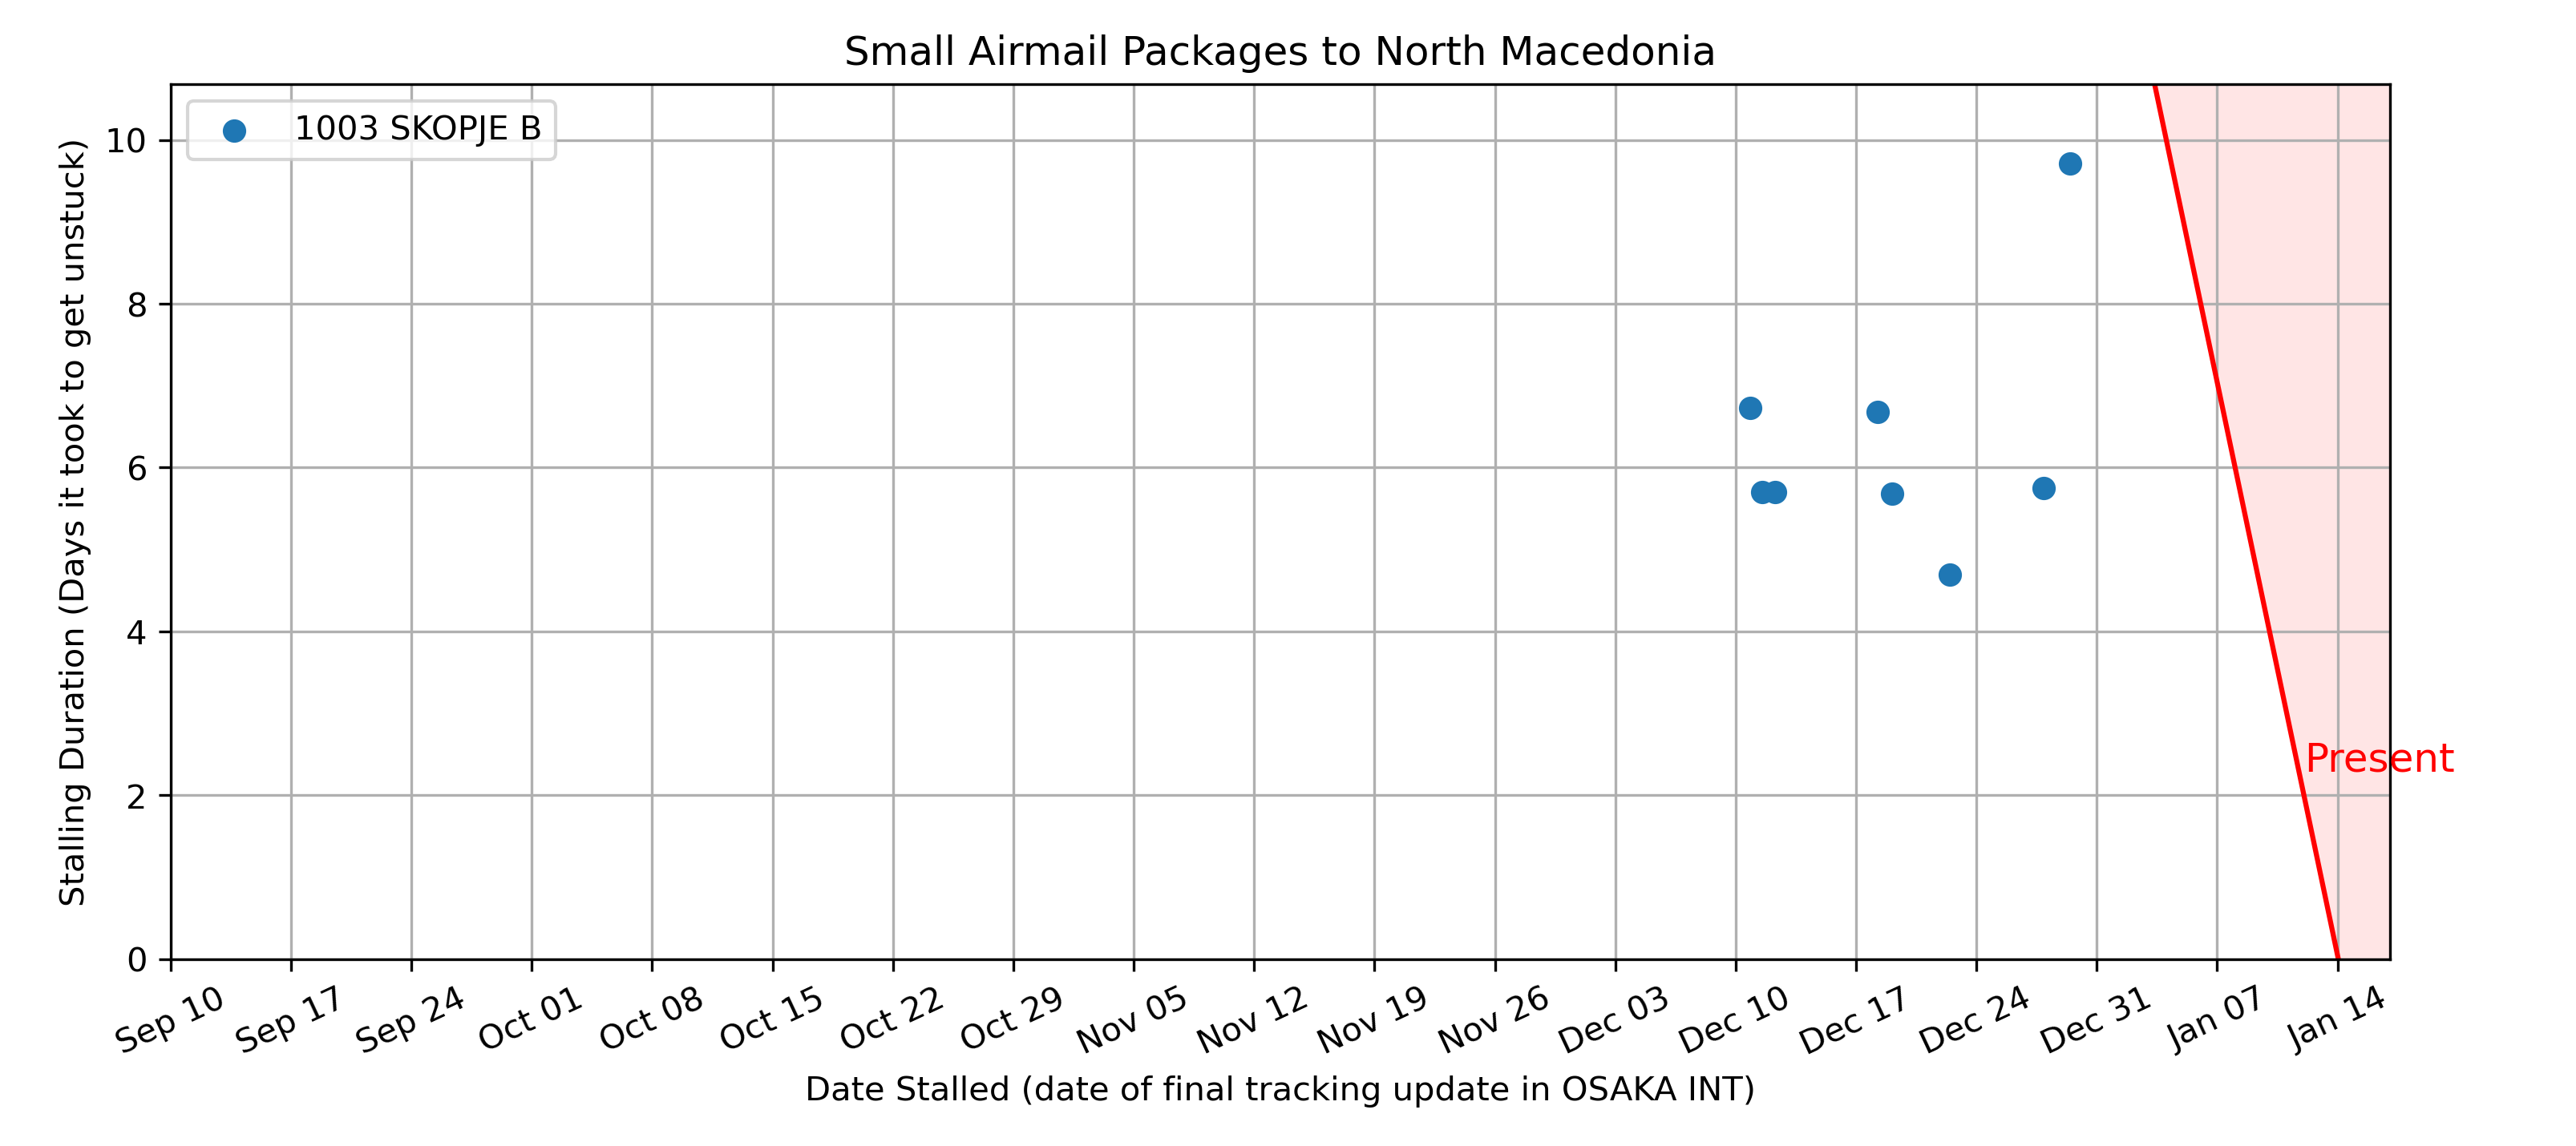 Small Airmail Packages to North Macedonia
1003 SKOPJE B
Stalling Duration (Days it took to get unstuck)
10
8
6
4
2
0
Present
Sep 10
Sep 17
Sep 24
Oct 01
Oct 08
Oct 15
Oct 22
Oct 29
Nov 05
Nov 12
Nov 19
Nov 26
Dec 03
Dec 10
Dec 17
Dec 24
Dec 31
Jan 07
Jan 14
Date Stalled (date of final tracking update in OSAKA INT)